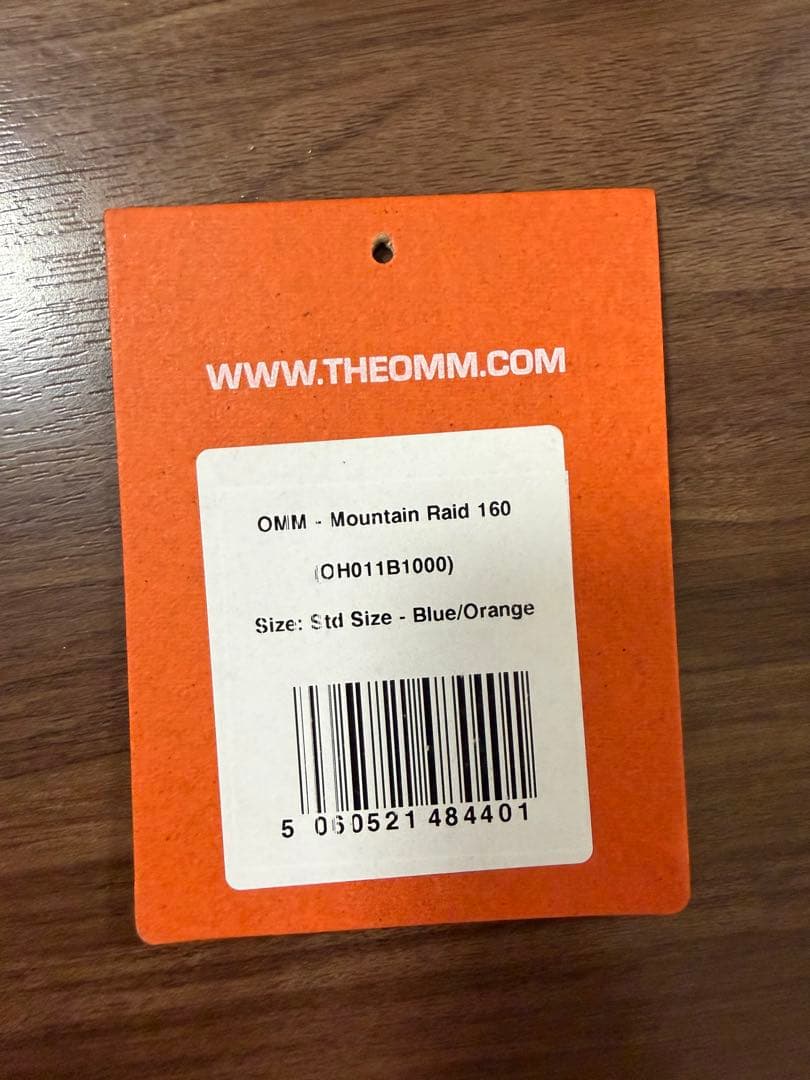 WWW.THEOMM.COM
OMM - Mountain Raid 160
(OH011B1000)
Size: Std Size - Blue/Orange
5 060521 484401